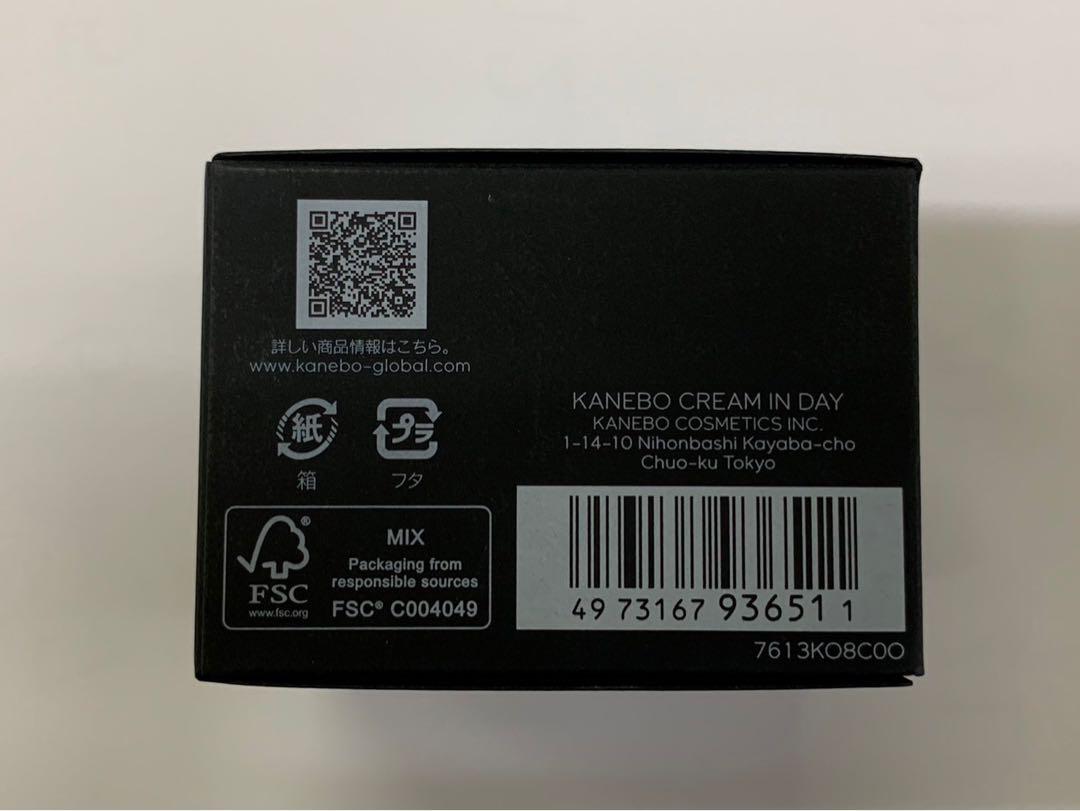 詳しい商品情報はこちら。
www.kanebo-global.com
紙
プラ
箱
フタ
FSC®
www.fsc.org
MIX
Packaging from
responsible sources
FSC® C004049
KANEBO CREAM IN DAY
KANEBO COSMETICS INC.
1-14-10 Nihonbashi Kayaba-cho
Chuo-ku Tokyo
49 73167 93651 1
7613KO8C0O